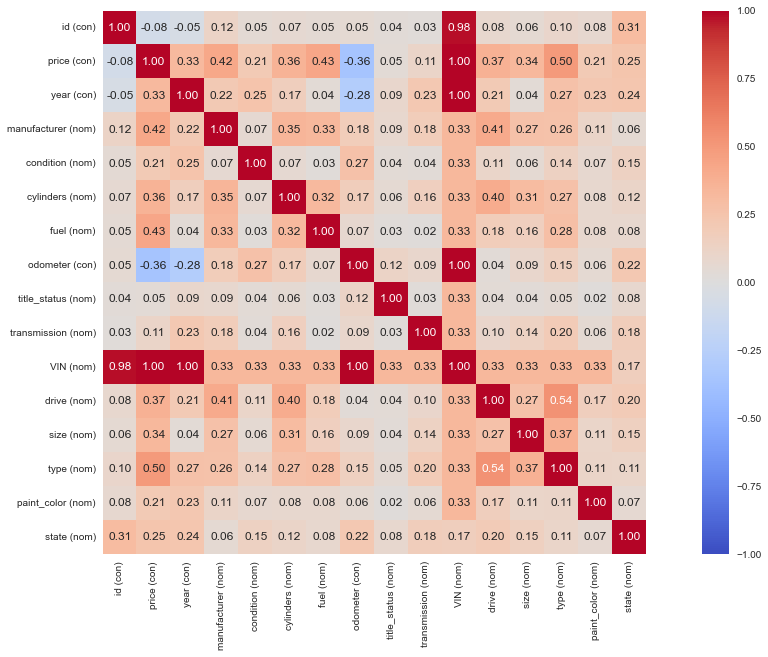 id (con) 1.00 -0.08 -0.05 0.12 0.05 0.07 0.05 0.05 0.04 0.03 0.98 0.08 0.06 0.10 0.08 0.31
price (con) -0.08 1.00 0.33 0.42 0.21 0.36 0.43 -0.36 0.05 0.11 1.00 0.37 0.34 0.50 0.21 0.25
year (con) -0.05 0.33 1.00 0.22 0.25 0.17 0.04 -0.28 0.09 0.23 1.00 0.21 0.04 0.27 0.23 0.24
manufacturer (nom) 0.12 0.42 0.22 1.00 0.07 0.35 0.33 0.18 0.09 0.18 0.33 0.41 0.27 0.26 0.11 0.06
condition (nom) 0.05 0.21 0.25 0.07 1.00 0.07 0.03 0.27 0.04 0.04 0.33 0.11 0.06 0.14 0.07 0.15
cylinders (nom) 0.07 0.36 0.17 0.35 0.07 1.00 0.32 0.17 0.06 0.16 0.33 0.40 0.31 0.27 0.08 0.12
fuel (nom) 0.05 0.43 0.04 0.33 0.03 0.32 1.00 0.07 0.03 0.02 0.33 0.18 0.16 0.28 0.08 0.08
odometer (con) 0.05 -0.36 -0.28 0.18 0.27 0.17 0.07 1.00 0.12 0.09 1.00 0.04 0.09 0.15 0.06 0.22
title_status (nom) 0.04 0.05 0.09 0.09 0.04 0.06 0.03 0.12 1.00 0.03 0.33 0.04 0.04 0.05 0.02 0.08
transmission (nom) 0.03 0.11 0.23 0.18 0.04 0.16 0.02 0.09 0.03 1.00 0.33 0.10 0.14 0.20 0.06 0.18
VIN (nom) 0.98 1.00 1.00 0.33 0.33 0.33 0.33 1.00 0.33 0.33 1.00 0.33 0.33 0.33 0.33 0.17
drive (nom) 0.08 0.37 0.21 0.41 0.11 0.40 0.18 0.04 0.04 0.10 0.33 1.00 0.27 0.54 0.17 0.20
size (nom) 0.06 0.34 0.04 0.27 0.06 0.31 0.16 0.09 0.04 0.14 0.33 0.27 1.00 0.37 0.11 0.15
type (nom) 0.10 0.50 0.27 0.26 0.14 0.27 0.28 0.15 0.05 0.20 0.33 0.54 0.37 1.00 0.11 0.11
paint_color (nom) 0.08 0.21 0.23 0.11 0.07 0.08 0.08 0.06 0.02 0.06 0.33 0.17 0.11 0.11 1.00 0.07
state (nom) 0.31 0.25 0.24 0.06 0.15 0.12 0.08 0.22 0.08 0.18 0.17 0.20 0.15 0.11 0.07 1.00
id (con)
price (con)
year (con)
manufacturer (nom)
condition (nom)
cylinders (nom)
fuel (nom)
odometer (con)
title_status (nom)
transmission (nom)
VIN (nom)
drive (nom)
size (nom)
type (nom)
paint_color (nom)
state (nom)
1.00
0.75
0.50
0.25
0.00
−0.25
−0.50
−0.75
−1.00